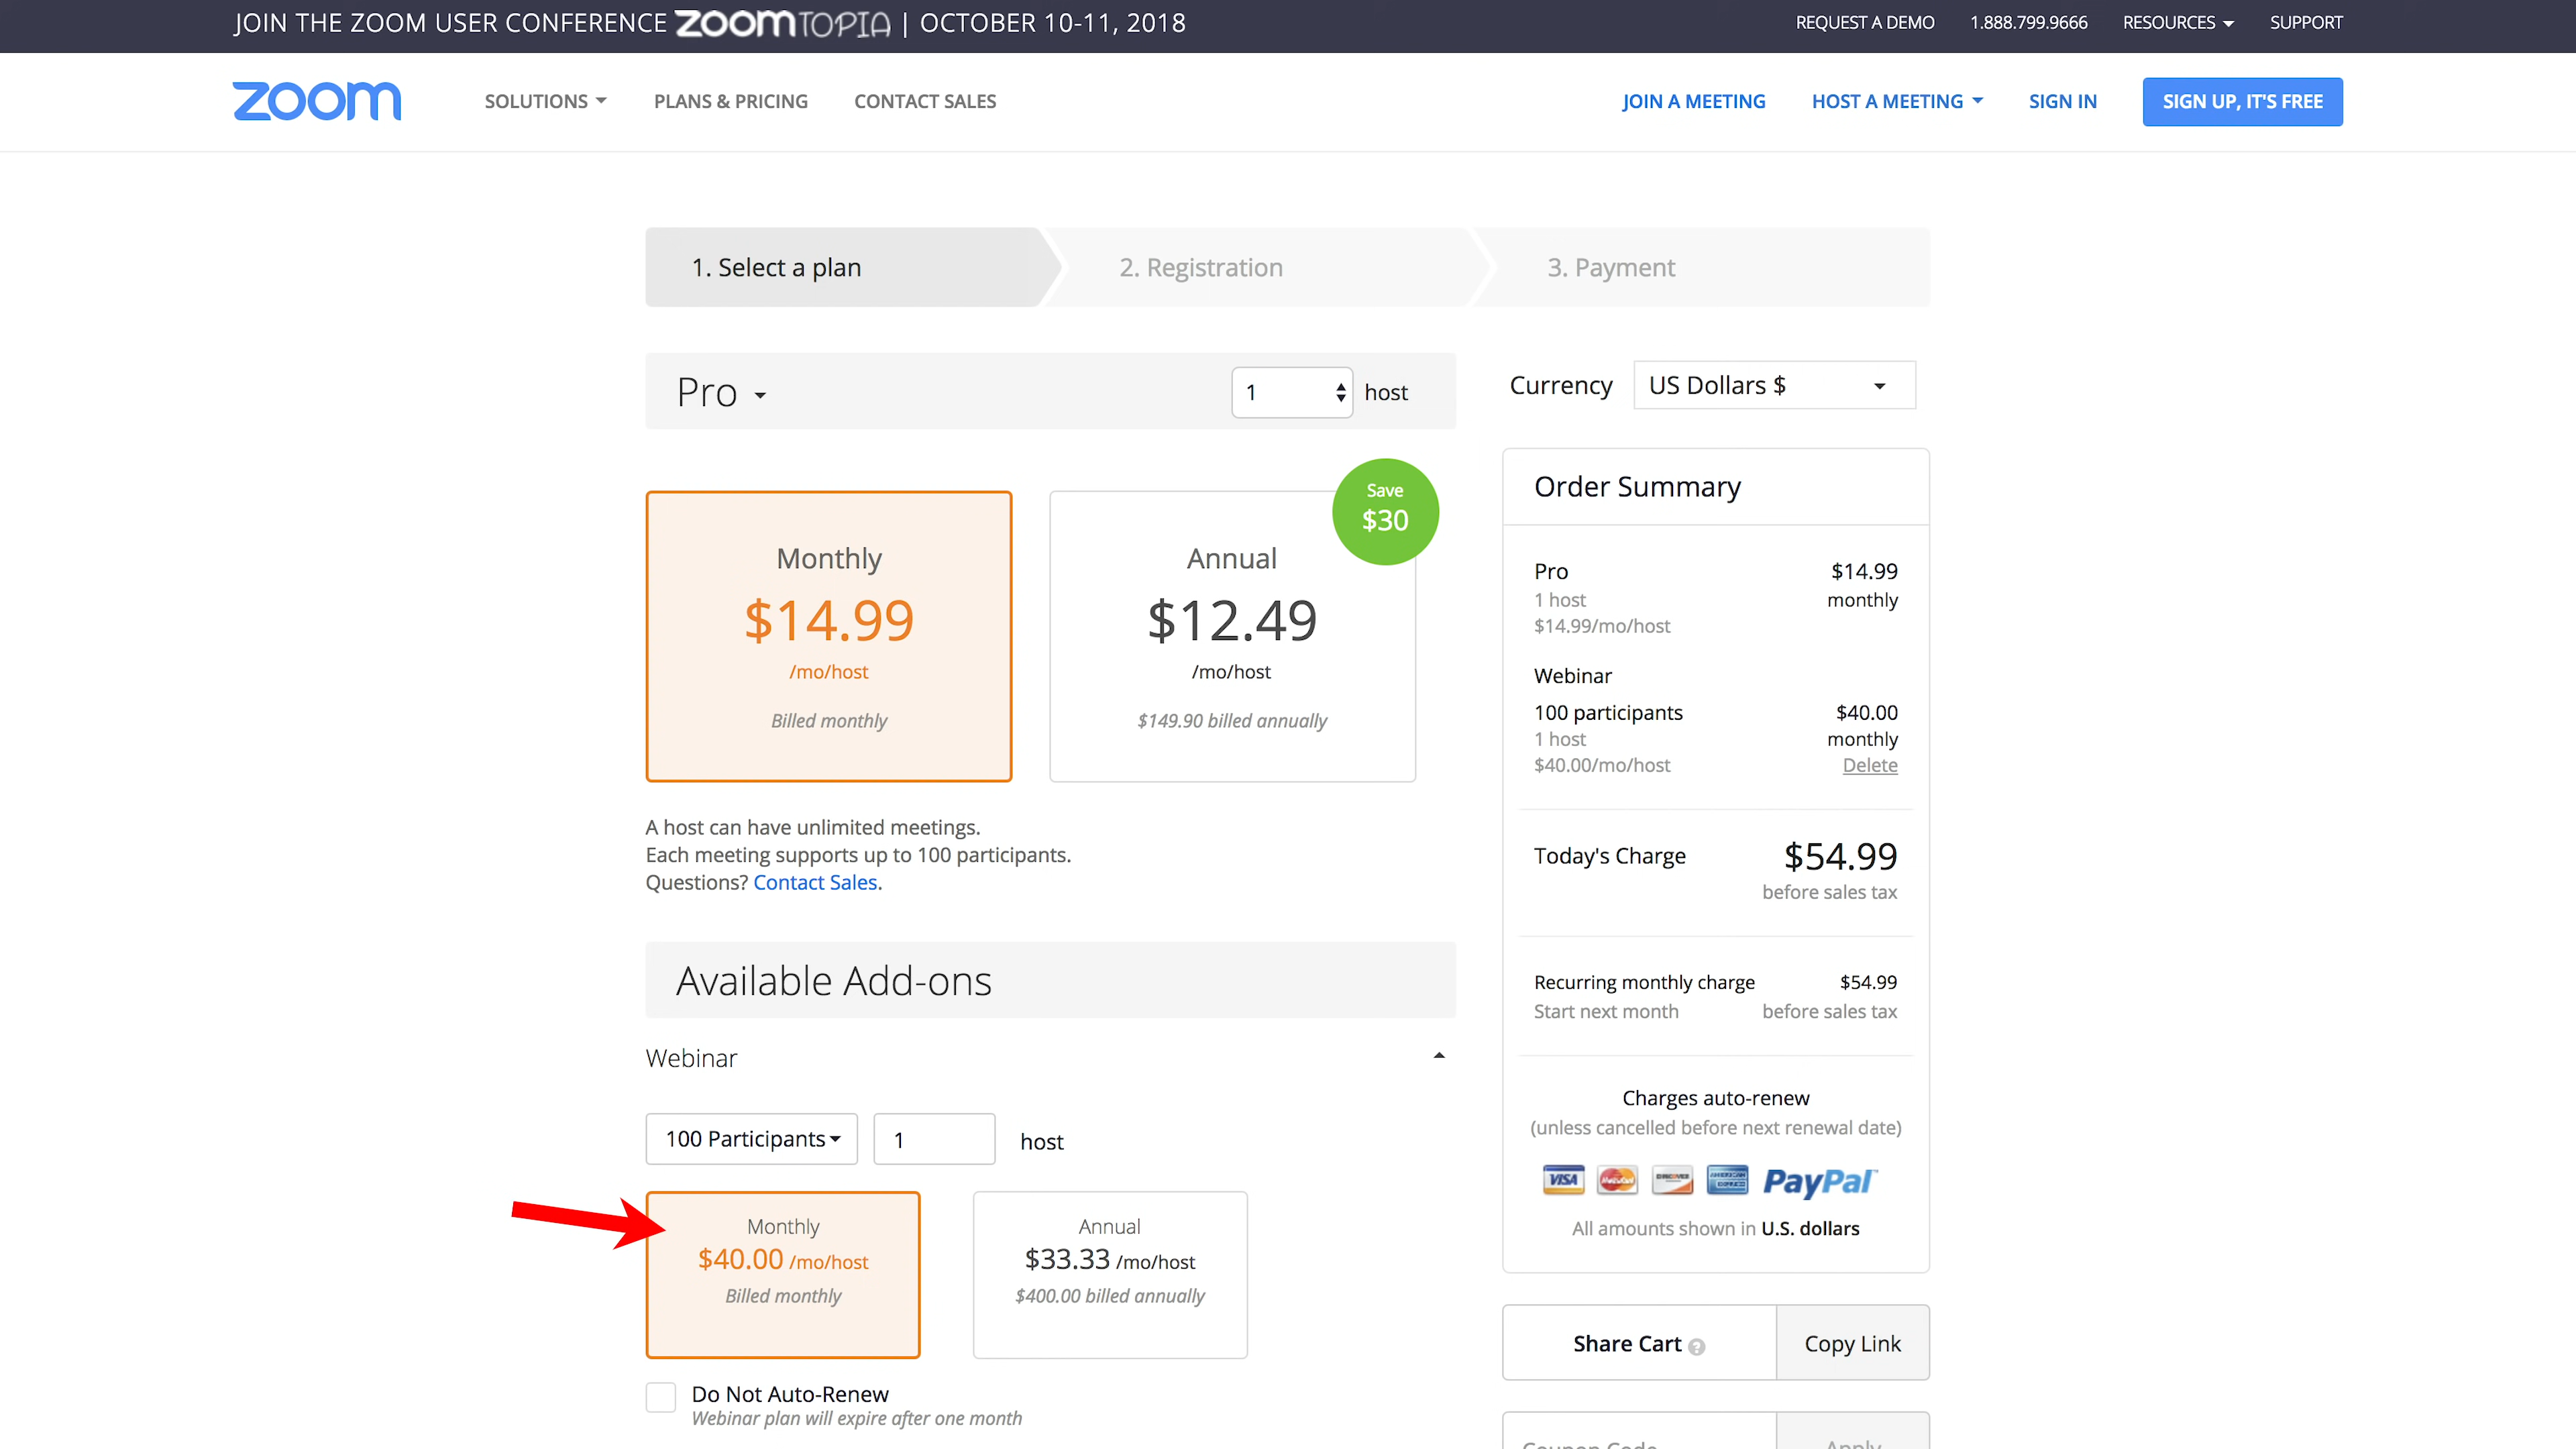 JOIN THE ZOOM USER CONFERENCE ZOOMTOPIA | OCTOBER 10-11, 2018
REQUEST A DEMO 1.888.799.9666 RESOURCES SUPPORT
zoom SOLUTIONS PLANS & PRICING CONTACT SALES JOIN A MEETING HOST A MEETING SIGN IN SIGN UP, IT'S FREE
1. Select a plan 2. Registration 3. Payment
Pro 1 host
Save
$30
Monthly
$14.99
/mo/host
Billed monthly
Annual
$12.49
/mo/host
$149.90 billed annually
A host can have unlimited meetings.
Each meeting supports up to 100 participants.
Questions? Contact Sales.
Available Add-ons
Webinar
100 Participants 1 host
Monthly
$40.00 /mo/host
Billed monthly
Annual
$33.33 /mo/host
$400.00 billed annually
Do Not Auto-Renew
Webinar plan will expire after one month
Currency US Dollars $
Order Summary
Pro $14.99
1 host monthly
$14.99/mo/host
Webinar
100 participants $40.00
1 host monthly
$40.00/mo/host Delete
Today's Charge $54.99
before sales tax
Recurring monthly charge $54.99
Start next month before sales tax
Charges auto-renew
(unless cancelled before next renewal date)
VISA MasterCard DISCOVER AMERICAN EXPRESS PayPal
All amounts shown in U.S. dollars
Share Cart ? Copy Link
Coupon Code Apply